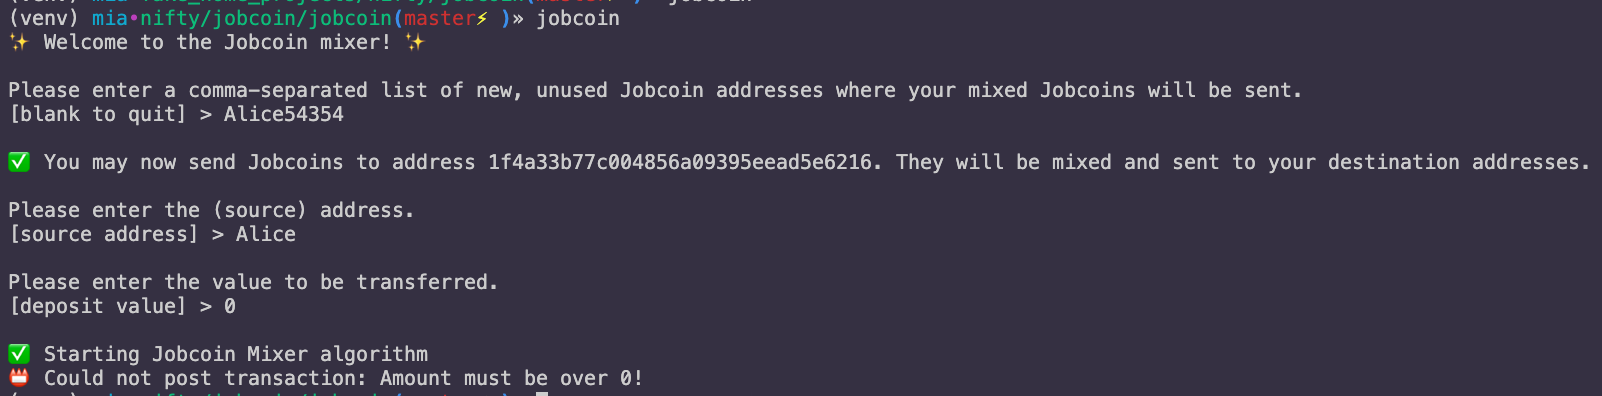 (venv) mia•nifty/jobcoin/jobcoin(master⚡ )» jobcoin
✨ Welcome to the Jobcoin mixer! ✨
Please enter a comma-separated list of new, unused Jobcoin addresses where your mixed Jobcoins will be sent.
[blank to quit] > Alice54354
✅ You may now send Jobcoins to address 1f4a33b77c004856a09395eead5e6216. They will be mixed and sent to your destination addresses.
Please enter the (source) address.
[source address] > Alice
Please enter the value to be transferred.
[deposit value] > 0
✅ Starting Jobcoin Mixer algorithm
📛 Could not post transaction: Amount must be over 0!